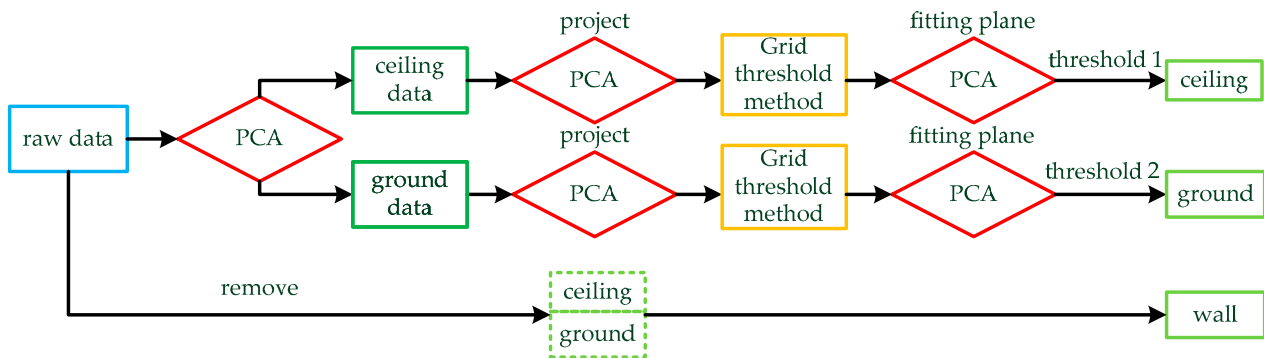 project
fitting plane
ceiling
data
PCA
Grid
threshold
method
PCA
threshold 1
ceiling
raw data
PCA
project
fitting plane
ground
data
PCA
Grid
threshold
method
PCA
threshold 2
ground
remove
ceiling
ground
wall